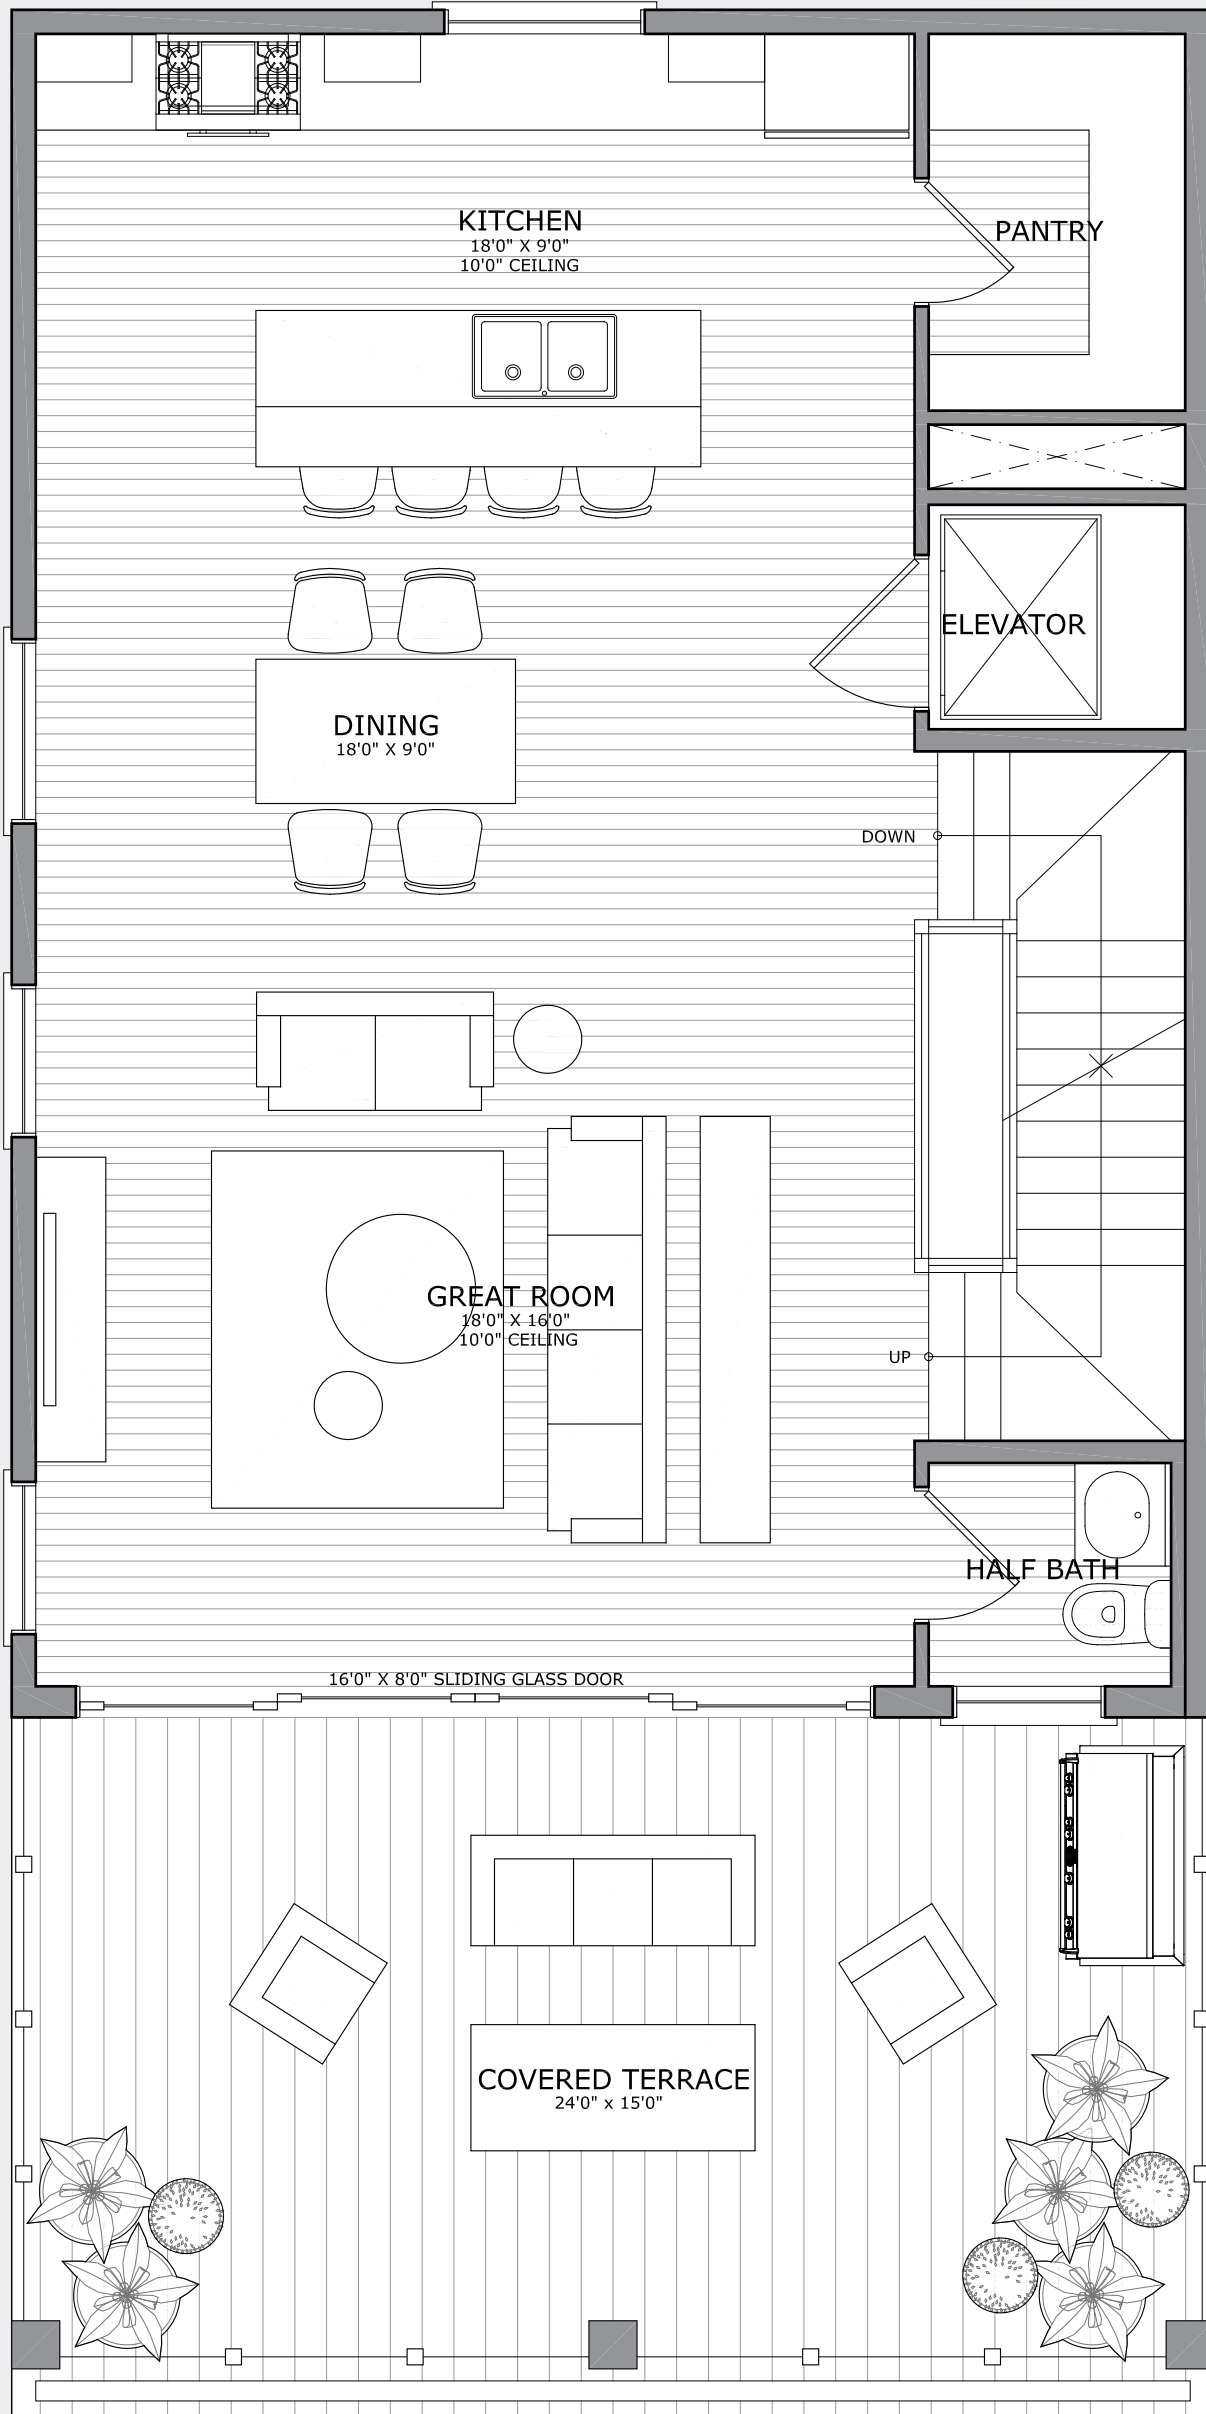 KITCHEN
18'0" X 9'0"
10'0" CEILING
PANTRY
ELEVATOR
DINING
18'0" X 9'0"
DOWN
GREAT ROOM
18'0" X 16'0"
10'0" CEILING
UP
HALF BATH
16'0" X 8'0" SLIDING GLASS DOOR
COVERED TERRACE
24'0" x 15'0"